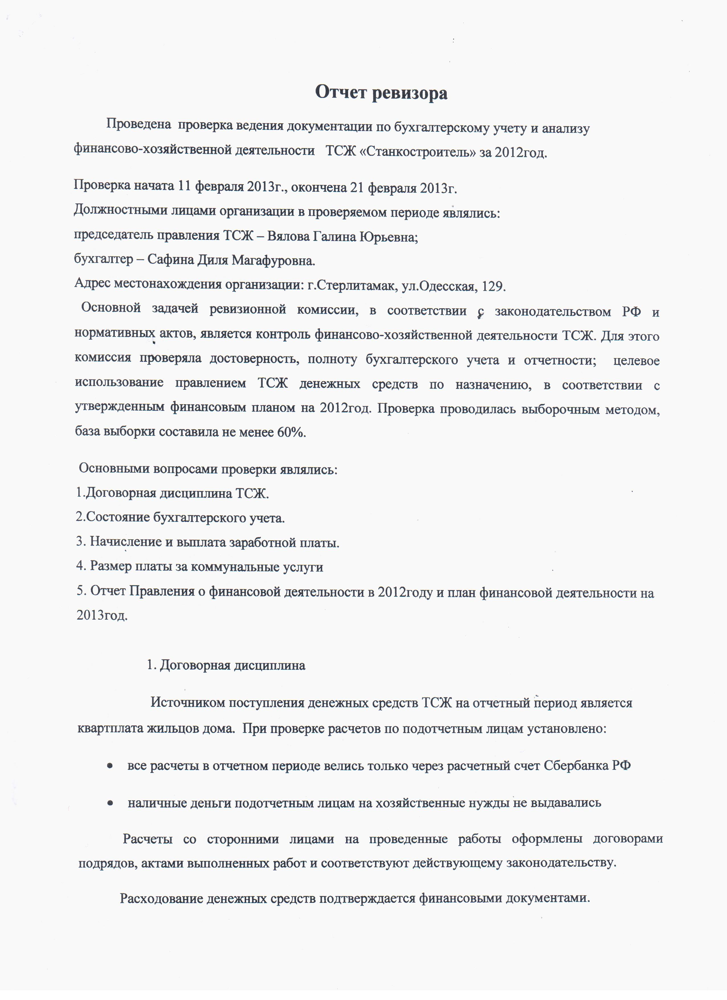 Отчет ревизора
Проведена проверка ведения документации по бухгалтерскому учету и анализу
финансово-хозяйственной деятельности ТСЖ «Станкостроитель» за 2012год.
Проверка начата 11 февраля 2013г., окончена 21 февраля 2013г.
Должностными лицами организации в проверяемом периоде являлись:
председатель правления ТСЖ – Вялова Галина Юрьевна;
бухгалтер – Сафина Диля Магафуровна.
Адрес местонахождения организации: г.Стерлитамак, ул.Одесская, 129.
Основной задачей ревизионной комиссии, в соответствии с законодательством РФ и
нормативных актов, является контроль финансово-хозяйственной деятельности ТСЖ. Для этого
комиссия проверяла достоверность, полноту бухгалтерского учета и отчетности; целевое
использование правлением ТСЖ денежных средств по назначению, в соответствии с
утвержденным финансовым планом на 2012год. Проверка проводилась выборочным методом,
база выборки составила не менее 60%.
Основными вопросами проверки являлись:
1.Договорная дисциплина ТСЖ.
2.Состояние бухгалтерского учета.
3. Начисление и выплата заработной платы.
4. Размер платы за коммунальные услуги
5. Отчет Правления о финансовой деятельности в 2012году и план финансовой деятельности на
2013год.
1. Договорная дисциплина
Источником поступления денежных средств ТСЖ на отчетный период является
квартплата жильцов дома. При проверке расчетов по подотчетным лицам установлено:
• все расчеты в отчетном периоде велись только через расчетный счет Сбербанка РФ
• наличные деньги подотчетным лицам на хозяйственные нужды не выдавались
Расчеты со сторонними лицами на проведенные работы оформлены договорами
подрядов, актами выполненных работ и соответствуют действующему законодательству.
Расходование денежных средств подтверждается финансовыми документами.